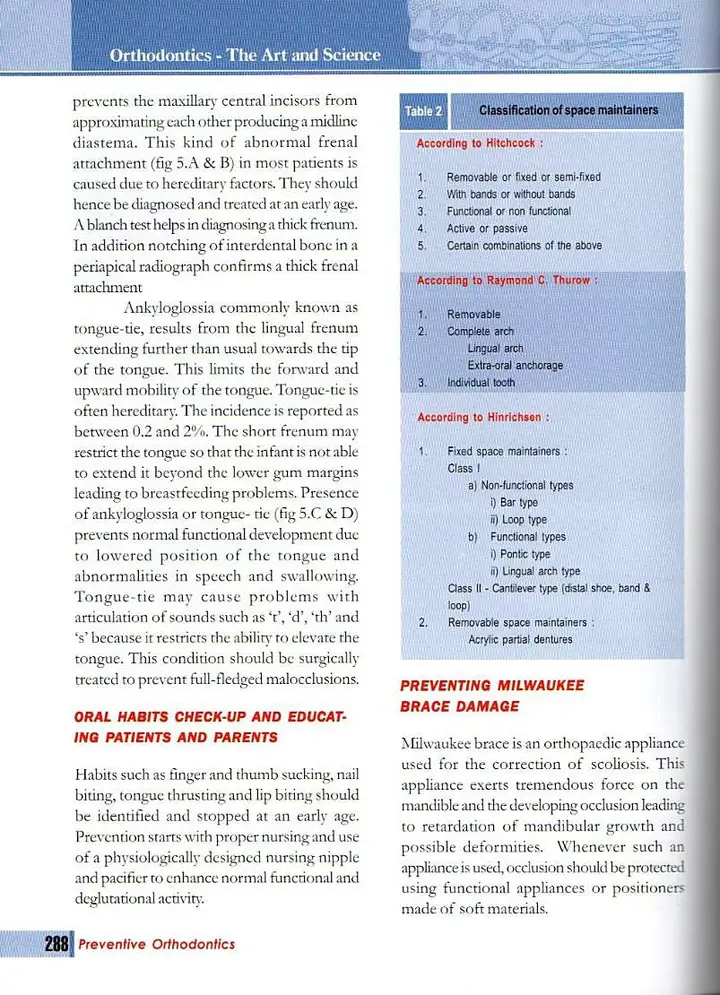 Orthodontics - The Art and Science
prevents the maxillary central incisors from
approximating each other producing a midline
diastema. This kind of abnormal frenal
attachment (fig 5.A & B) in most patients is
caused due to hereditary factors. They should
hence be diagnosed and treated at an early age.
A blanch test helps in diagnosing a thick frenum.
In addition notching of interdental bone in a
periapical radiograph confirms a thick frenal
attachment
Ankyloglossia commonly known as
tongue-tie, results from the lingual frenum
extending further than usual towards the tip
of the tongue. This limits the forward and
upward mobility of the tongue. Tongue-tie is
often hereditary. The incidence is reported as
between 0.2 and 2%. The short frenum may
restrict the tongue so that the infant is not able
to extend it beyond the lower gum margins
leading to breastfeeding problems. Presence
of ankyloglossia or tongue- tie (fig 5.C & D)
prevents normal functional development due
to lowered position of the tongue and
abnormalities in speech and swallowing.
Tongue-tie may cause problems with
articulation of sounds such as ‘t’, ‘d’, ‘th’ and
‘s’ because it restricts the ability to elevate the
tongue. This condition should be surgically
treated to prevent full-fledged malocclusions.
ORAL HABITS CHECK-UP AND EDUCAT-
ING PATIENTS AND PARENTS
Habits such as finger and thumb sucking, nail
biting, tongue thrusting and lip biting should
be identified and stopped at an early age.
Prevention starts with proper nursing and use
of a physiologically designed nursing nipple
and pacifier to enhance normal functional and
deglutational activity.
Table 2 Classification of space maintainers
According to Hitchcock :
1. Removable or fixed or semi-fixed
2. With bands or without bands
3. Functional or non functional
4. Active or passive
5. Certain combinations of the above
According to Raymond C. Thurow :
1. Removable
2. Complete arch
Lingual arch
Extra-oral anchorage
3. Individual tooth
According to Hinrichsen :
1. Fixed space maintainers :
Class I
a) Non-functional types
i) Bar type
ii) Loop type
b) Functional types
i) Pontic type
ii) Lingual arch type
Class II - Cantilever type (distal shoe, band &
loop)
2. Removable space maintainers :
Acrylic partial dentures
PREVENTING MILWAUKEE
BRACE DAMAGE
Milwaukee brace is an orthopaedic appliance
used for the correction of scoliosis. This
appliance exerts tremendous force on the
mandible and the developing occlusion leading
to retardation of mandibular growth and
possible deformities. Whenever such an
appliance is used, occlusion should be protected
using functional appliances or positioners
made of soft materials.
288 Preventive Orthodontics